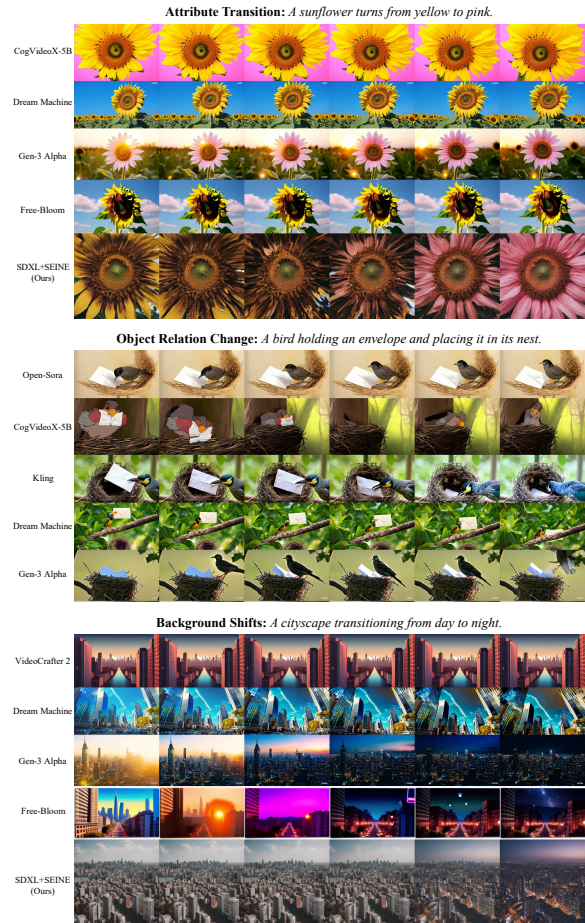 Attribute Transition: A sunflower turns from yellow to pink.
CogVideoX-5B
Dream Machine
Gen-3 Alpha
Free-Bloom
SDXL+SEINE
(Ours)
Object Relation Change: A bird holding an envelope and placing it in its nest.
Open-Sora
CogVideoX-5B
Kling
Dream Machine
Gen-3 Alpha
Background Shifts: A cityscape transitioning from day to night.
VideoCrafter 2
Dream Machine
Gen-3 Alpha
Free-Bloom
SDXL+SEINE
(Ours)